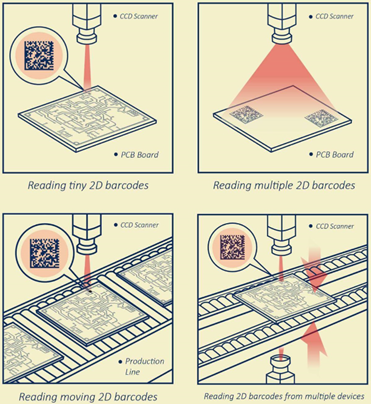 CCD Scanner
PCB Board
Reading tiny 2D barcodes
CCD Scanner
PCB Board
Reading multiple 2D barcodes
CCD Scanner
Production
Line
Reading moving 2D barcodes
CCD Scanner
Reading 2D barcodes from multiple devices